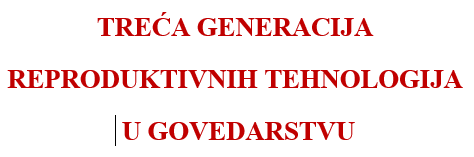 TREĆA GENERACIJA
REPRODUKTIVNIH TEHNOLOGIJA
U GOVEDARSTVU